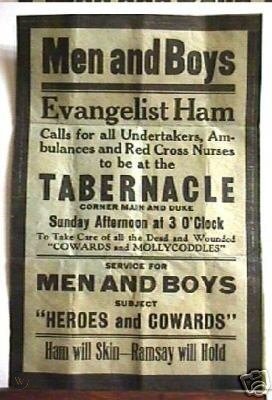 Men and Boys
Evangelist Ham
Calls for all Undertakers, Am-
bulances and Red Cross Nurses
to be at the
TABERNACLE
CORNER MAIN AND DUKE
Sunday Afternoon at 3 O'Clock
To Take Care of all the Dead and Wounded
"COWARDS and MOLLYCODDLES"
SERVICE FOR
MEN AND BOYS
SUBJECT
"HEROES and COWARDS"
Ham will Skin—Ramsay will Hold